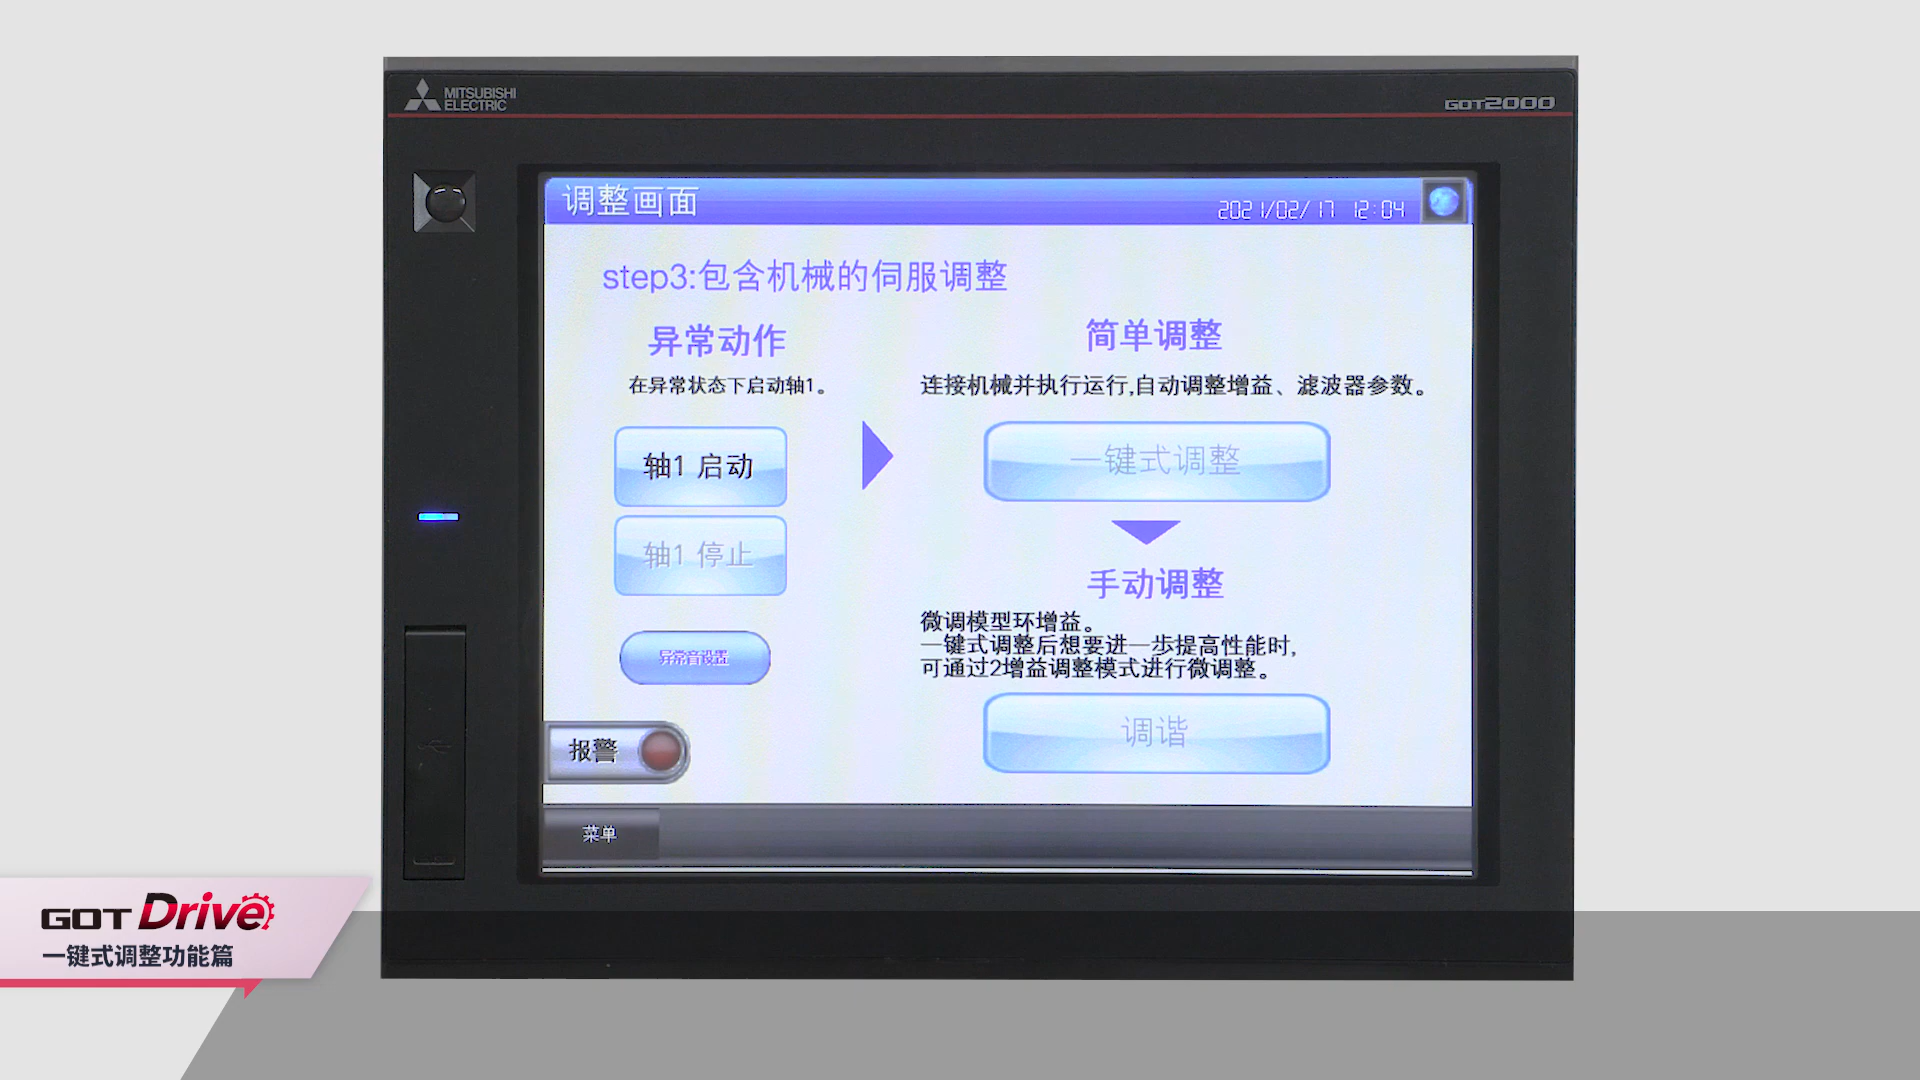 MITSUBISHI
ELECTRIC
GOT2000
调整画面
2021/02/17 12:04
step3:包含机械的伺服调整
异常动作
在异常状态下启动轴1。
轴1 启动
轴1 停止
异常音设置
简单调整
连接机械并执行运行,自动调整增益、滤波器参数。
一键式调整
手动调整
微调模型环增益。
一键式调整后想要进一步提高性能时,
可通过2增益调整模式进行微调整。
调谐
报警
菜单
GOT Drive
一键式调整功能篇